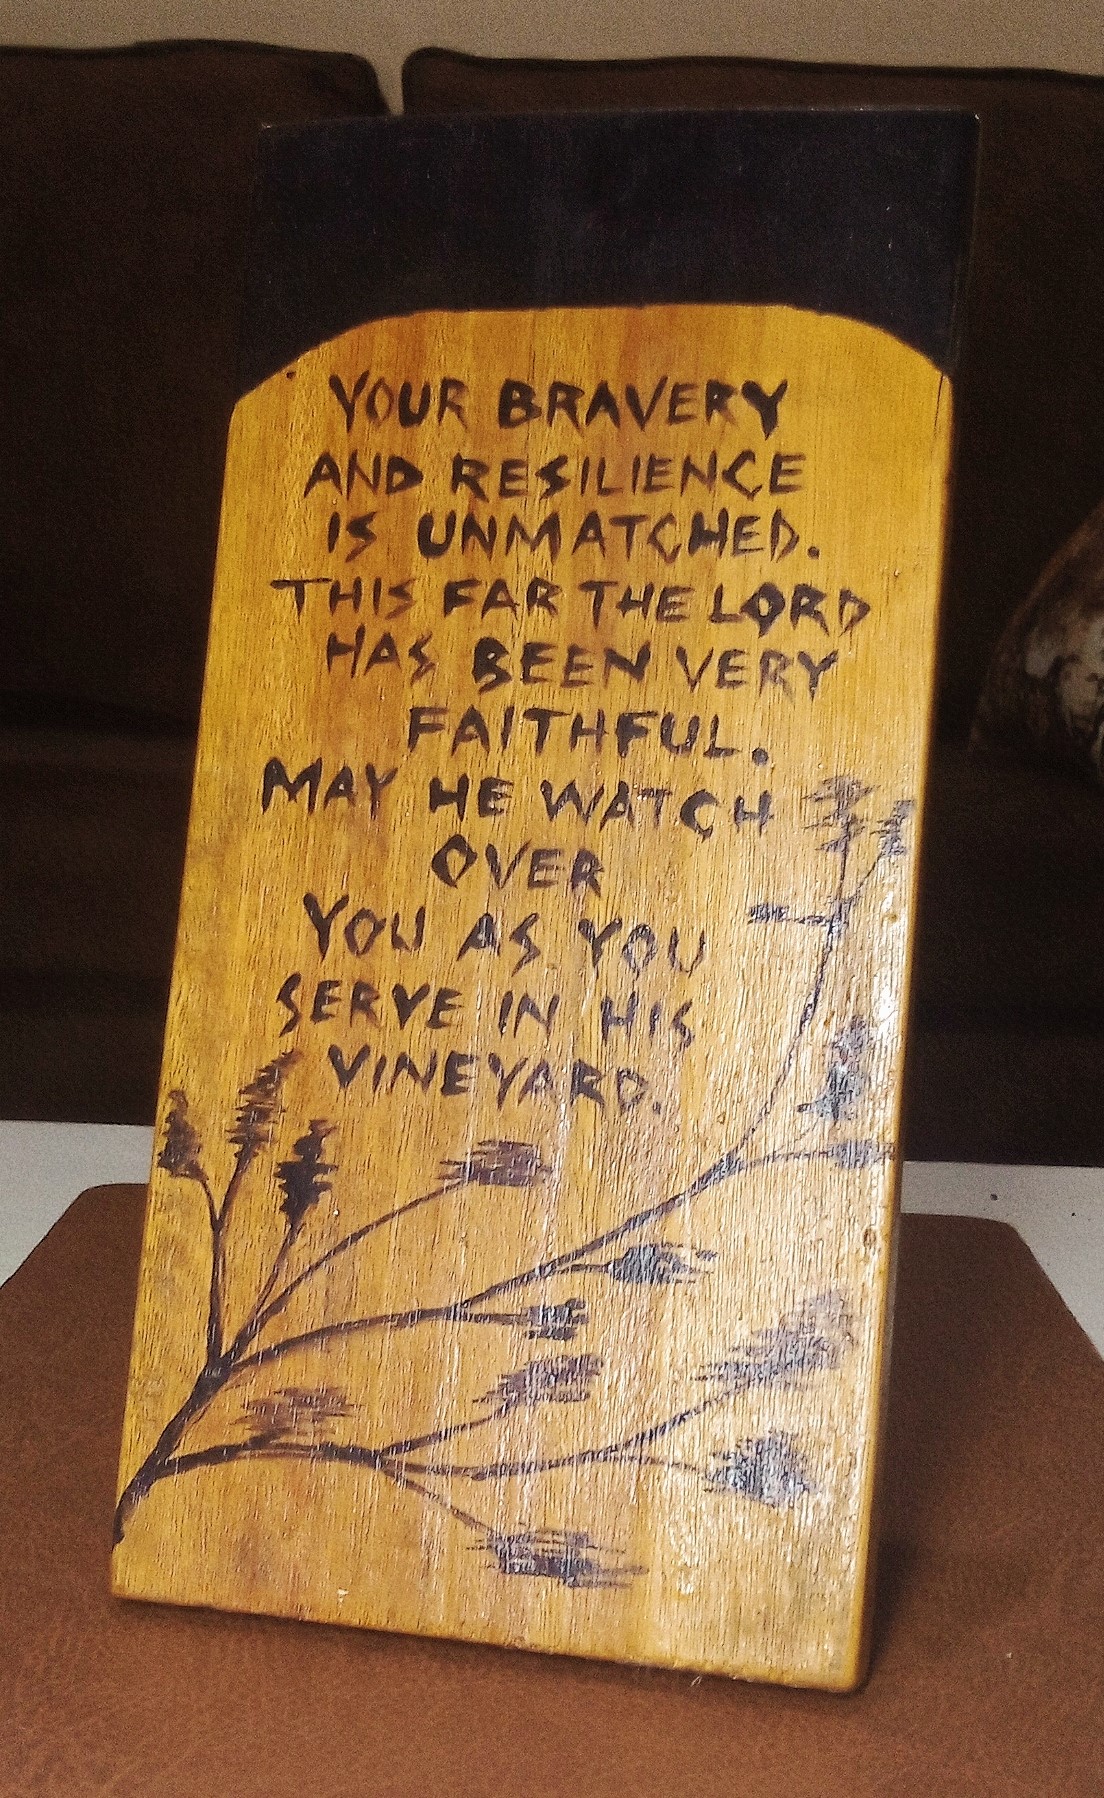 YOUR BRAVERY
AND RESILIENCE
IS UNMATCHED.
THIS FAR THE LORD
HAS BEEN VERY
FAITHFUL.
MAY HE WATCH
OVER
YOU AS YOU
SERVE IN HIS
VINEYARD.